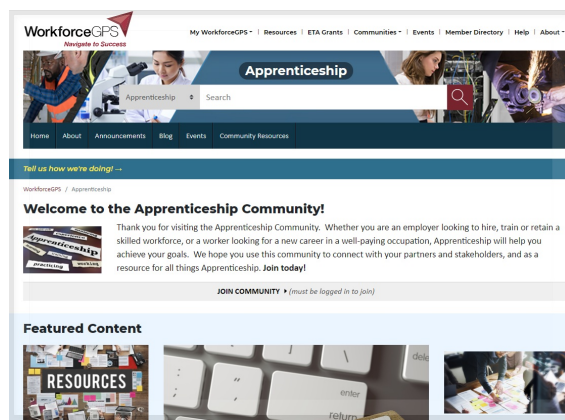 WorkforceGPS
Navigate to Success
My WorkforceGPS | Resources | ETA Grants | Communities | Events | Member Directory | Help | About
Apprenticeship
Apprenticeship Search
Home About Announcements Blog Events Community Resources
Tell us how we're doing! →
WorkforceGPS / Apprenticeship
Welcome to the Apprenticeship Community!
Thank you for visiting the Apprenticeship Community. Whether you are an employer looking to hire, train or retain a
skilled workforce, or a worker looking for a new career in a well-paying occupation, Apprenticeship will help you
achieve your goals. We hope you use this community to connect with your partners and stakeholders, and as a
resource for all things Apprenticeship. Join today!
Apprenticeship
practicing working
JOIN COMMUNITY ▸ (must be logged in to join)
Featured Content
RESOURCES
dele
enter
return